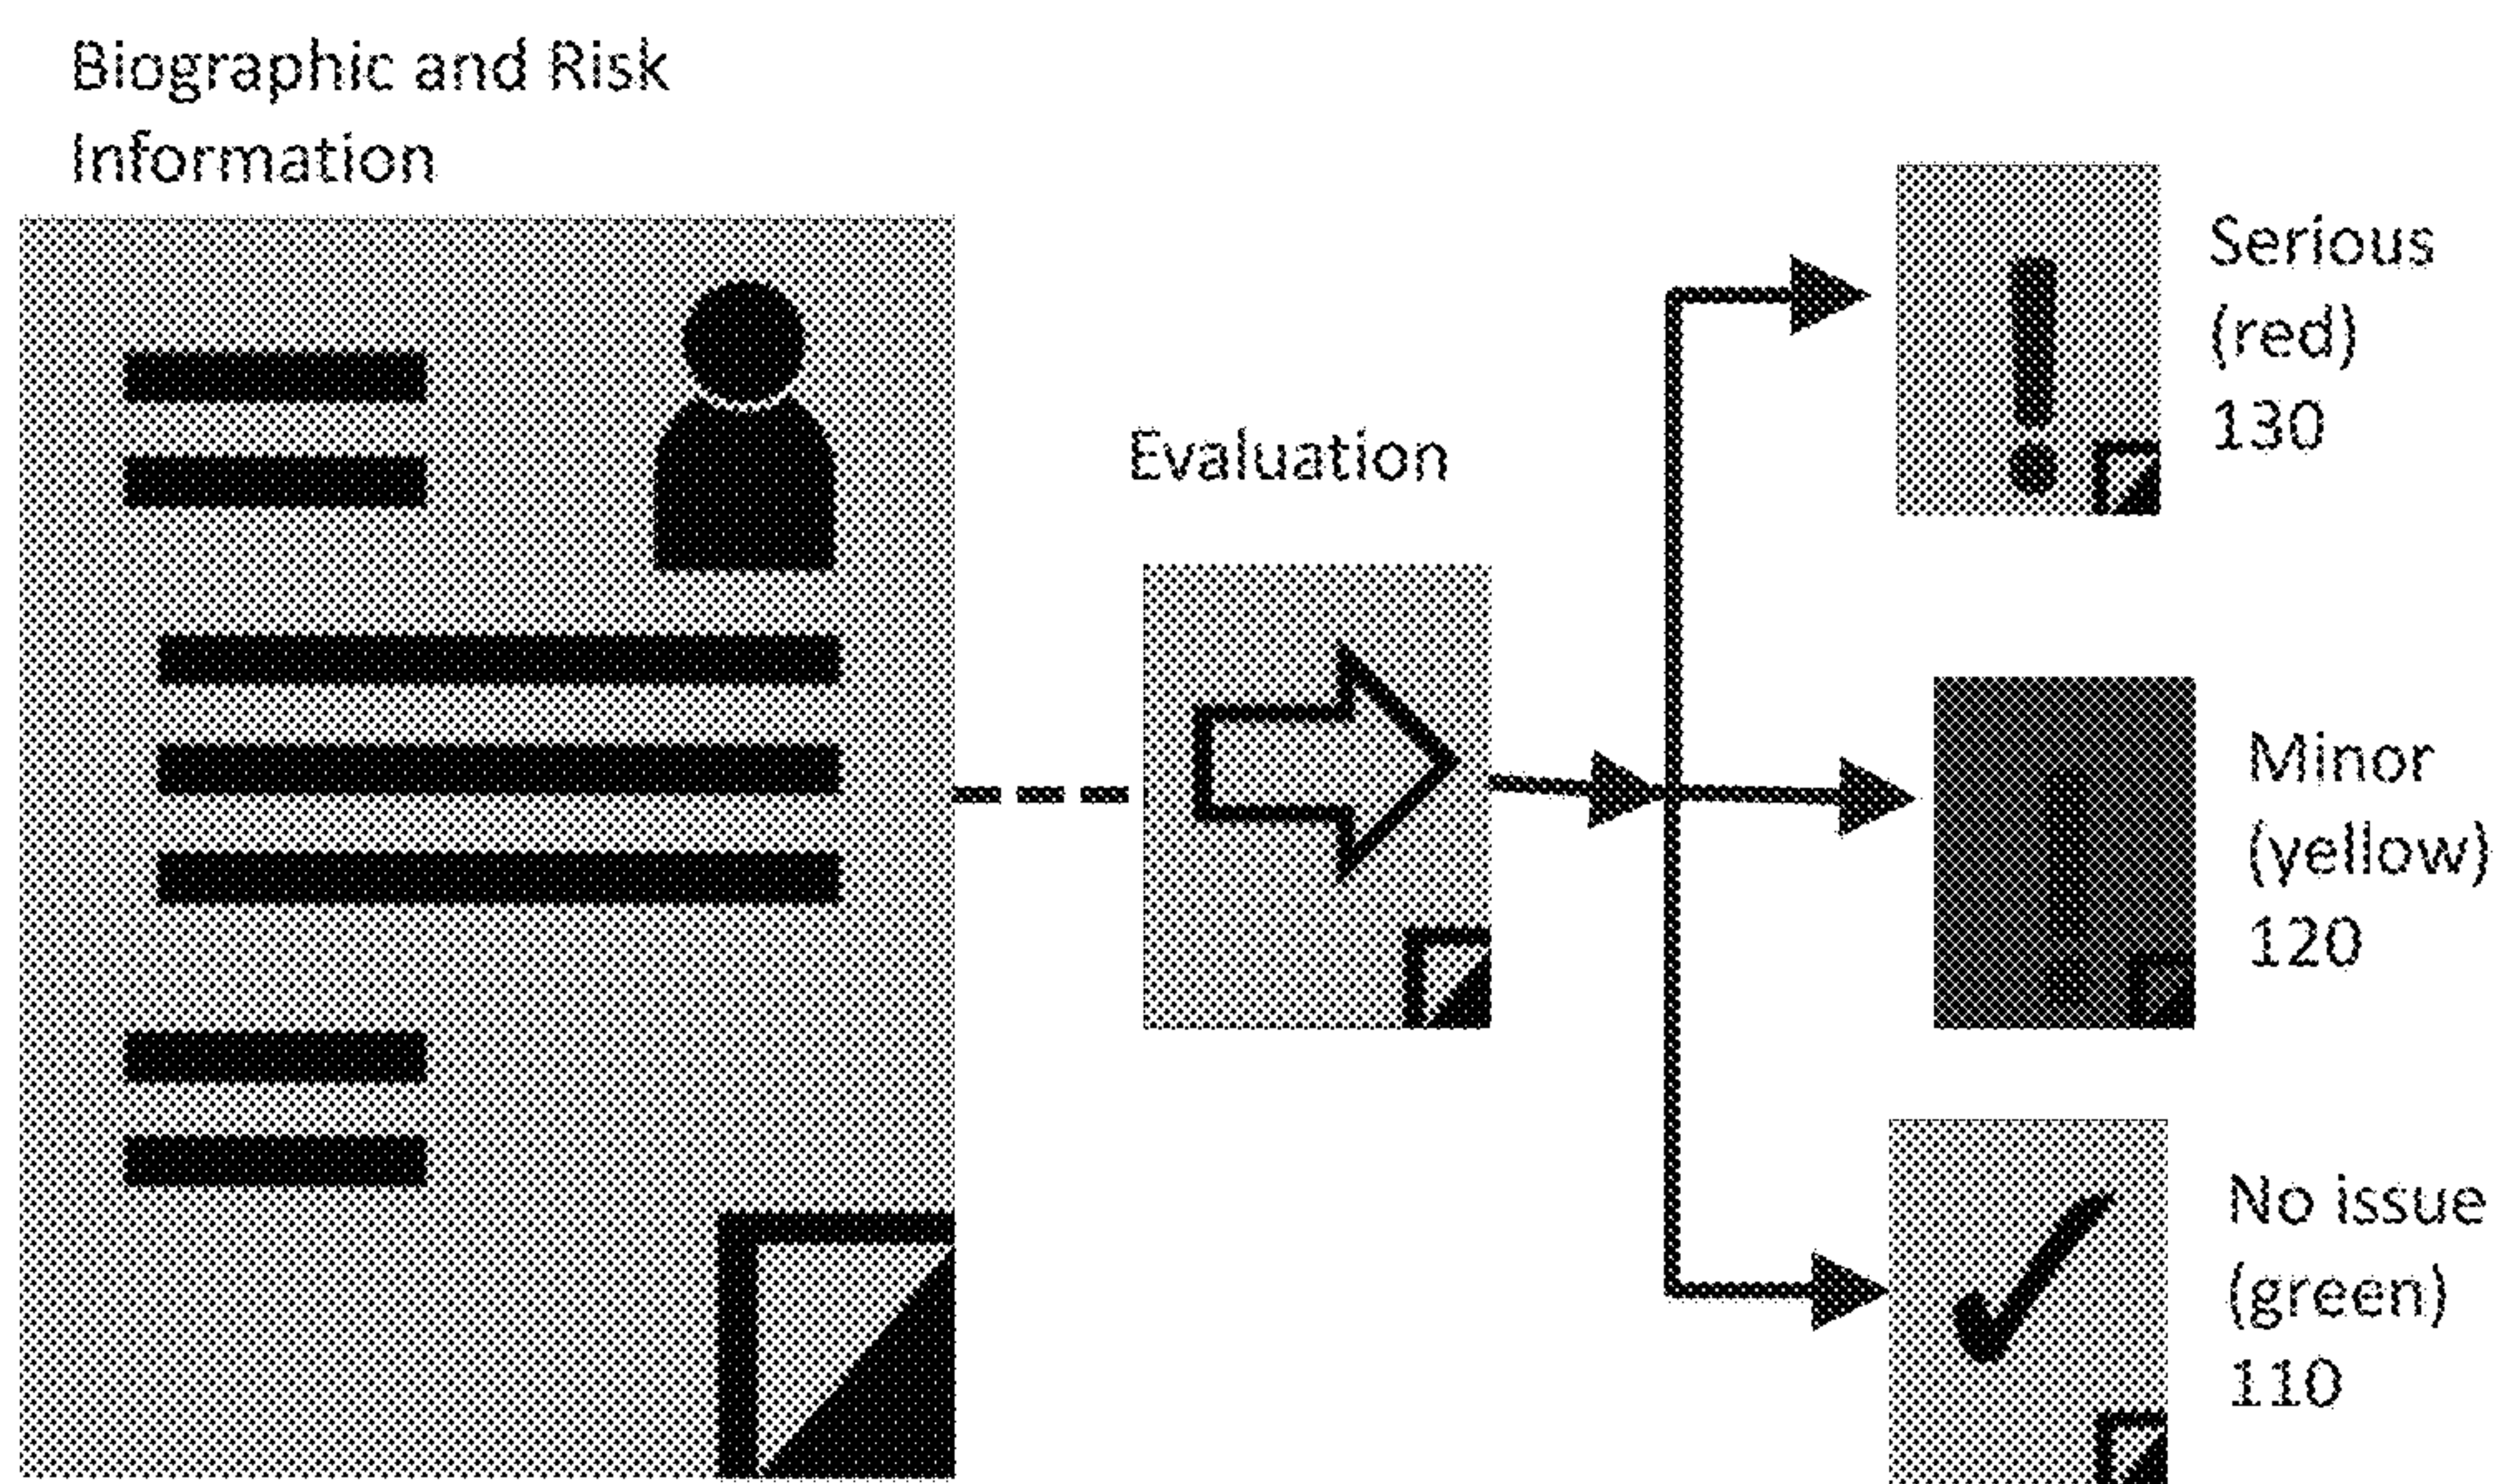 Biographic and Risk
Information
Evaluation
Serious
(red)
130
Minor
(yellow)
120
No issue
(green)
110